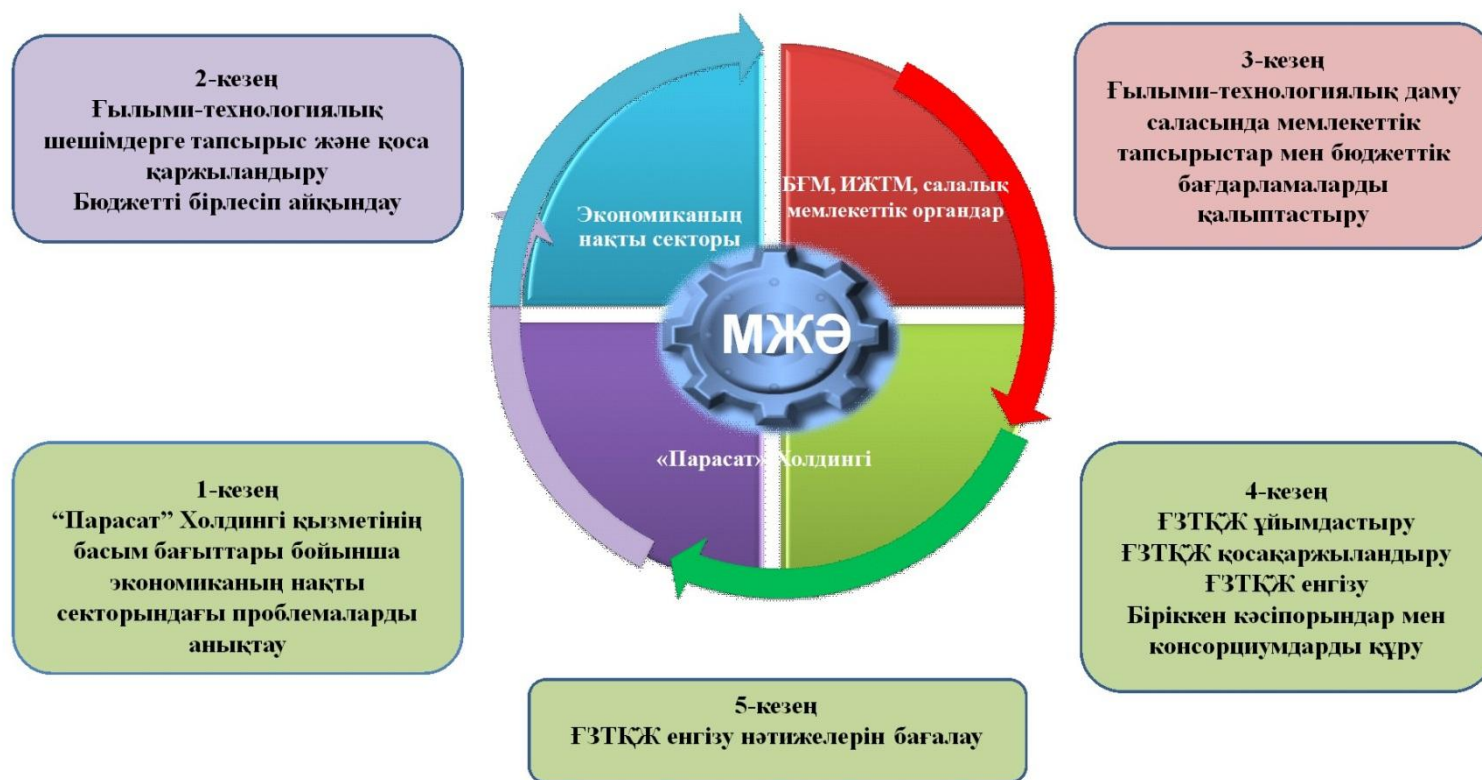 2-кезең
Ғылыми-технологиялық
шешімдерге тапсырыс және қоса
қаржыландыру
Бюджетті бірлесіп айқындау
3-кезең
Ғылыми-технологиялық даму
саласында мемлекеттік
тапсырыстар мен бюджеттік
бағдарламаларды
қалыптастыру
Экономиканың
нақты секторы
БҒМ, ИЖТМ, салалық
мемлекеттік органдар
МЖӘ
«Парасат» Холдингі
1-кезең
“Парасат” Холдингі қызметінің
басым бағыттары бойынша
экономиканың нақты
секторындағы проблемаларды
анықтау
4-кезең
ҒЗТҚЖ ұйымдастыру
ҒЗТҚЖ қосақаржыландыру
ҒЗТҚЖ енгізу
Біріккен кәсіпорындар мен
консорциумдарды құру
5-кезең
ҒЗТҚЖ енгізу нәтижелерін бағалау